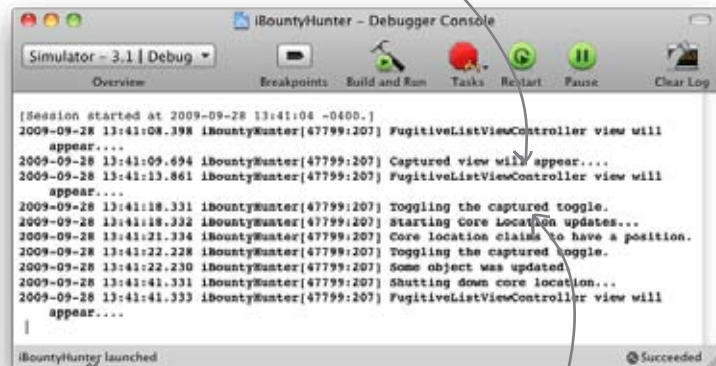 iBountyHunter – Debugger Console
Simulator – 3.1 | Debug
Overview
Breakpoints Build and Run Tasks Restart Pause Clear Log
[Session started at 2009-09-28 13:41:04 -0400.]
2009-09-28 13:41:08.398 iBountyHunter[47799:207] FugitiveListViewController view will
appear....
2009-09-28 13:41:09.694 iBountyHunter[47799:207] Captured view will appear....
2009-09-28 13:41:13.861 iBountyHunter[47799:207] FugitiveListViewController view will
appear....
2009-09-28 13:41:18.331 iBountyHunter[47799:207] Toggling the captured toggle.
2009-09-28 13:41:18.332 iBountyHunter[47799:207] Starting Core Location updates...
2009-09-28 13:41:21.334 iBountyHunter[47799:207] Core location claims to have a position.
2009-09-28 13:41:22.228 iBountyHunter[47799:207] Toggling the captured toggle.
2009-09-28 13:41:22.230 iBountyHunter[47799:207] Some object was updated
2009-09-28 13:41:41.331 iBountyHunter[47799:207] Shutting down core location...
2009-09-28 13:41:41.333 iBountyHunter[47799:207] FugitiveListViewController view will
appear....
iBountyHunter launched
Succeeded